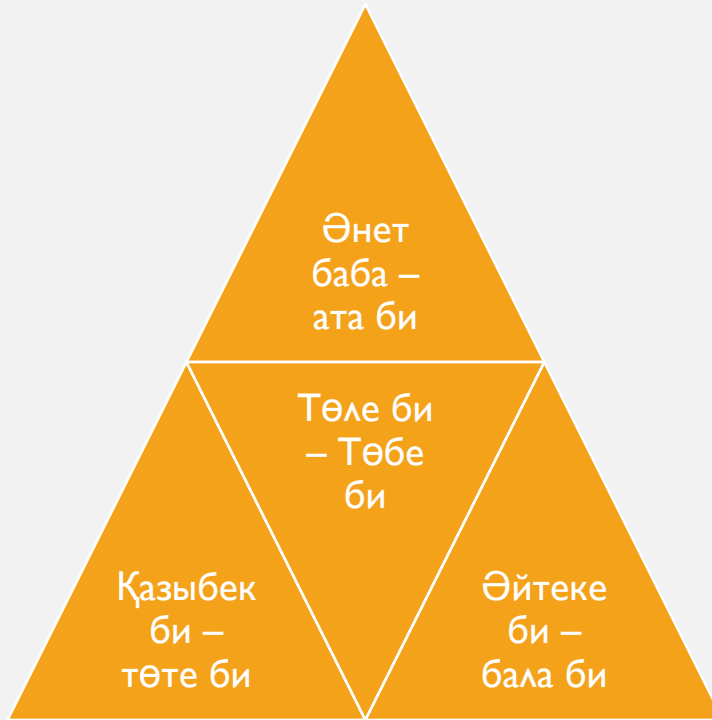 Әнет
баба –
ата би
Төле би
– Төбе
би
Қазыбек
би –
төте би
Әйтеке
би –
бала би